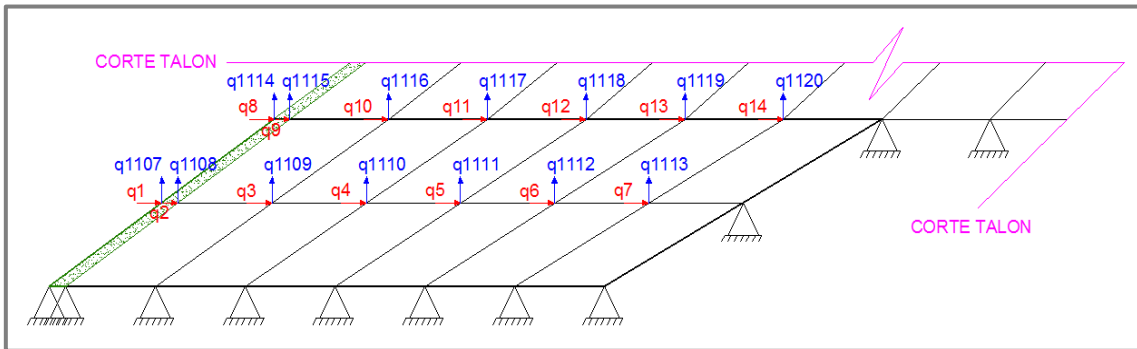 CORTE TALON
q1114 q1115 q1116 q1117 q1118 q1119 q1120
q8 q9 q10 q11 q12 q13 q14
q1107 q1108 q1109 q1110 q1111 q1112 q1113
q1 q2 q3 q4 q5 q6 q7
CORTE TALON